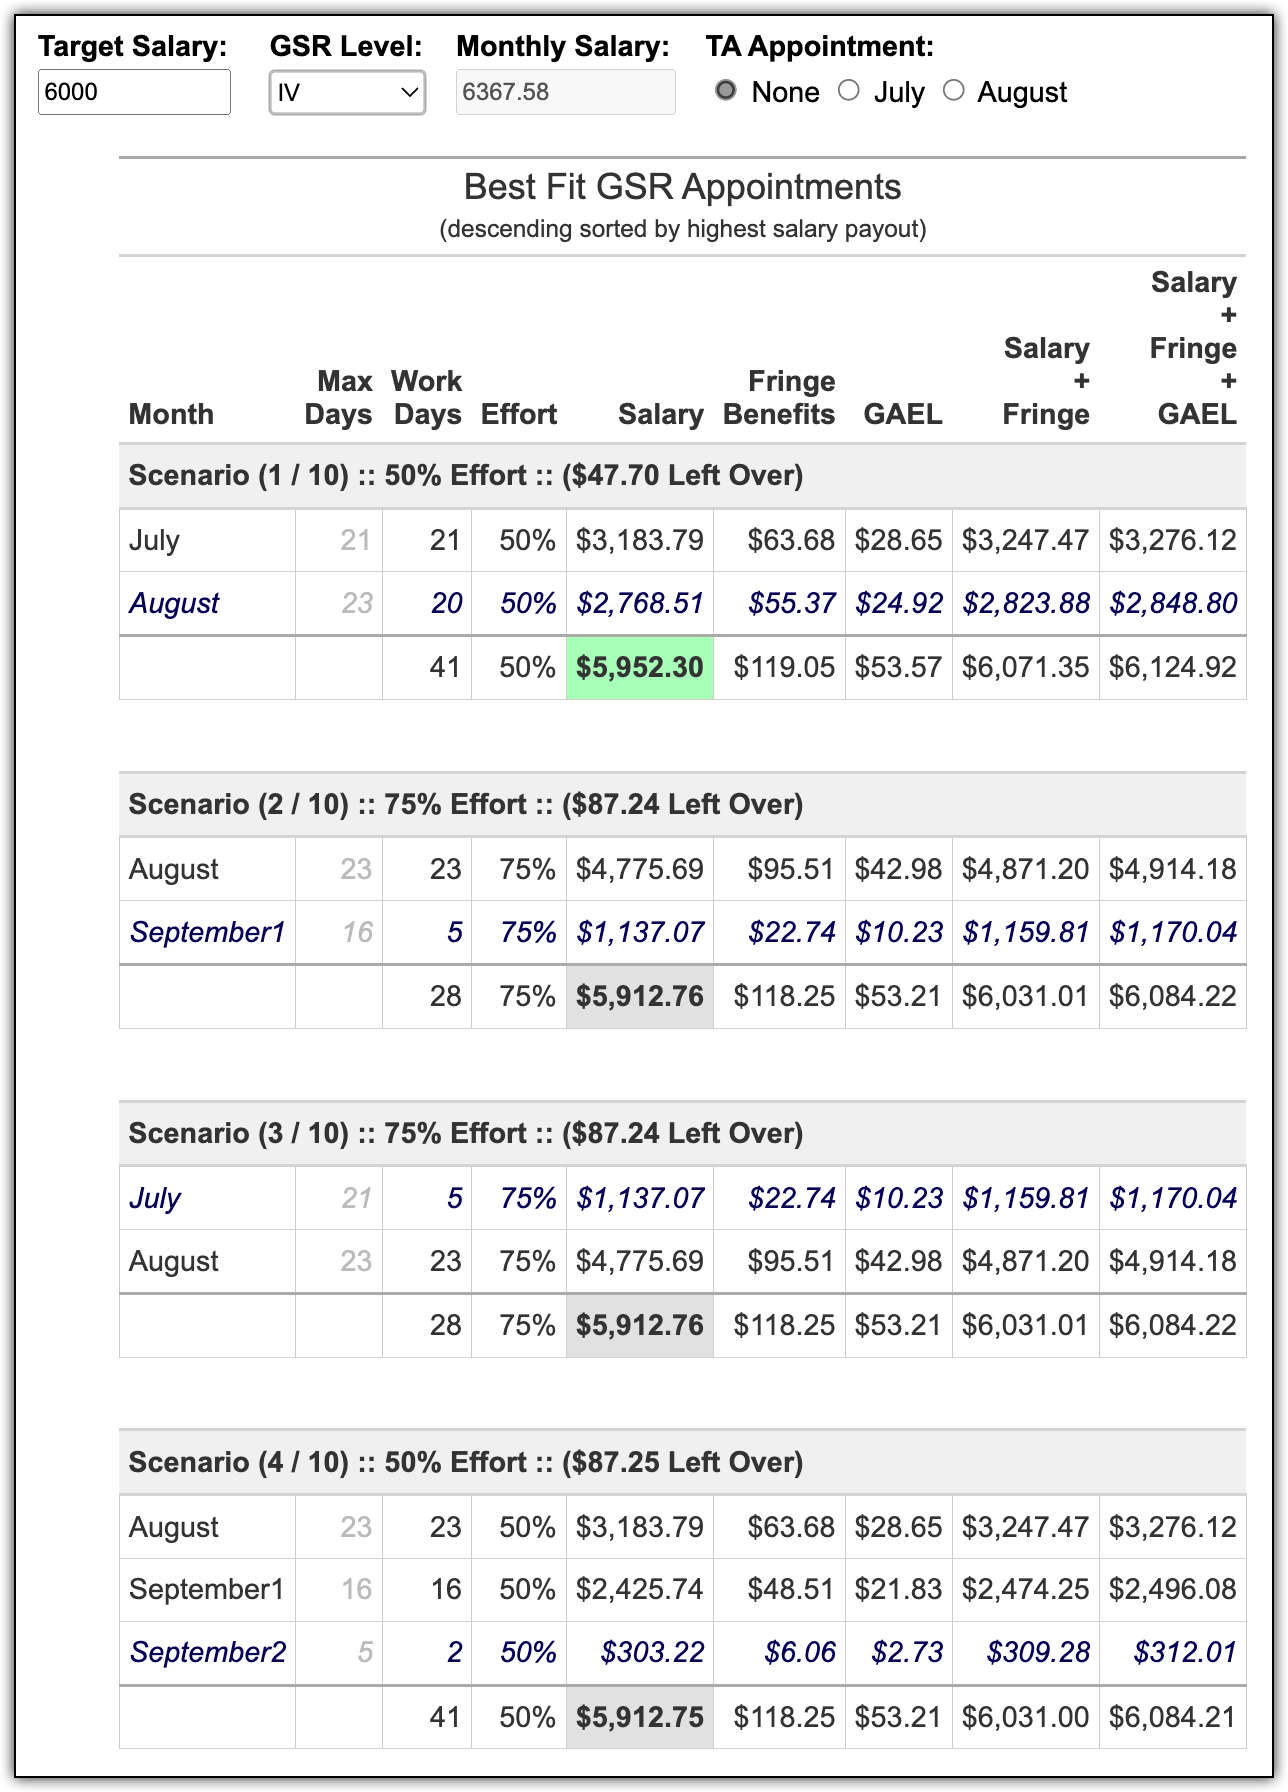 Target Salary: GSR Level: Monthly Salary: TA Appointment:
6000 IV 6367.58 None July August
Best Fit GSR Appointments
(descending sorted by highest salary payout)
Month Max Days Work Days Effort Salary Fringe Benefits GAEL Salary + Fringe Salary + Fringe + GAEL
Scenario (1 / 10) :: 50% Effort :: ($47.70 Left Over)
July 21 21 50% $3,183.79 $63.68 $28.65 $3,247.47 $3,276.12
August 23 20 50% $2,768.51 $55.37 $24.92 $2,823.88 $2,848.80
41 50% $5,952.30 $119.05 $53.57 $6,071.35 $6,124.92
Scenario (2 / 10) :: 75% Effort :: ($87.24 Left Over)
August 23 23 75% $4,775.69 $95.51 $42.98 $4,871.20 $4,914.18
September1 16 5 75% $1,137.07 $22.74 $10.23 $1,159.81 $1,170.04
28 75% $5,912.76 $118.25 $53.21 $6,031.01 $6,084.22
Scenario (3 / 10) :: 75% Effort :: ($87.24 Left Over)
July 21 5 75% $1,137.07 $22.74 $10.23 $1,159.81 $1,170.04
August 23 23 75% $4,775.69 $95.51 $42.98 $4,871.20 $4,914.18
28 75% $5,912.76 $118.25 $53.21 $6,031.01 $6,084.22
Scenario (4 / 10) :: 50% Effort :: ($87.25 Left Over)
August 23 23 50% $3,183.79 $63.68 $28.65 $3,247.47 $3,276.12
September1 16 16 50% $2,425.74 $48.51 $21.83 $2,474.25 $2,496.08
September2 5 2 50% $303.22 $6.06 $2.73 $309.28 $312.01
41 50% $5,912.75 $118.25 $53.21 $6,031.00 $6,084.21